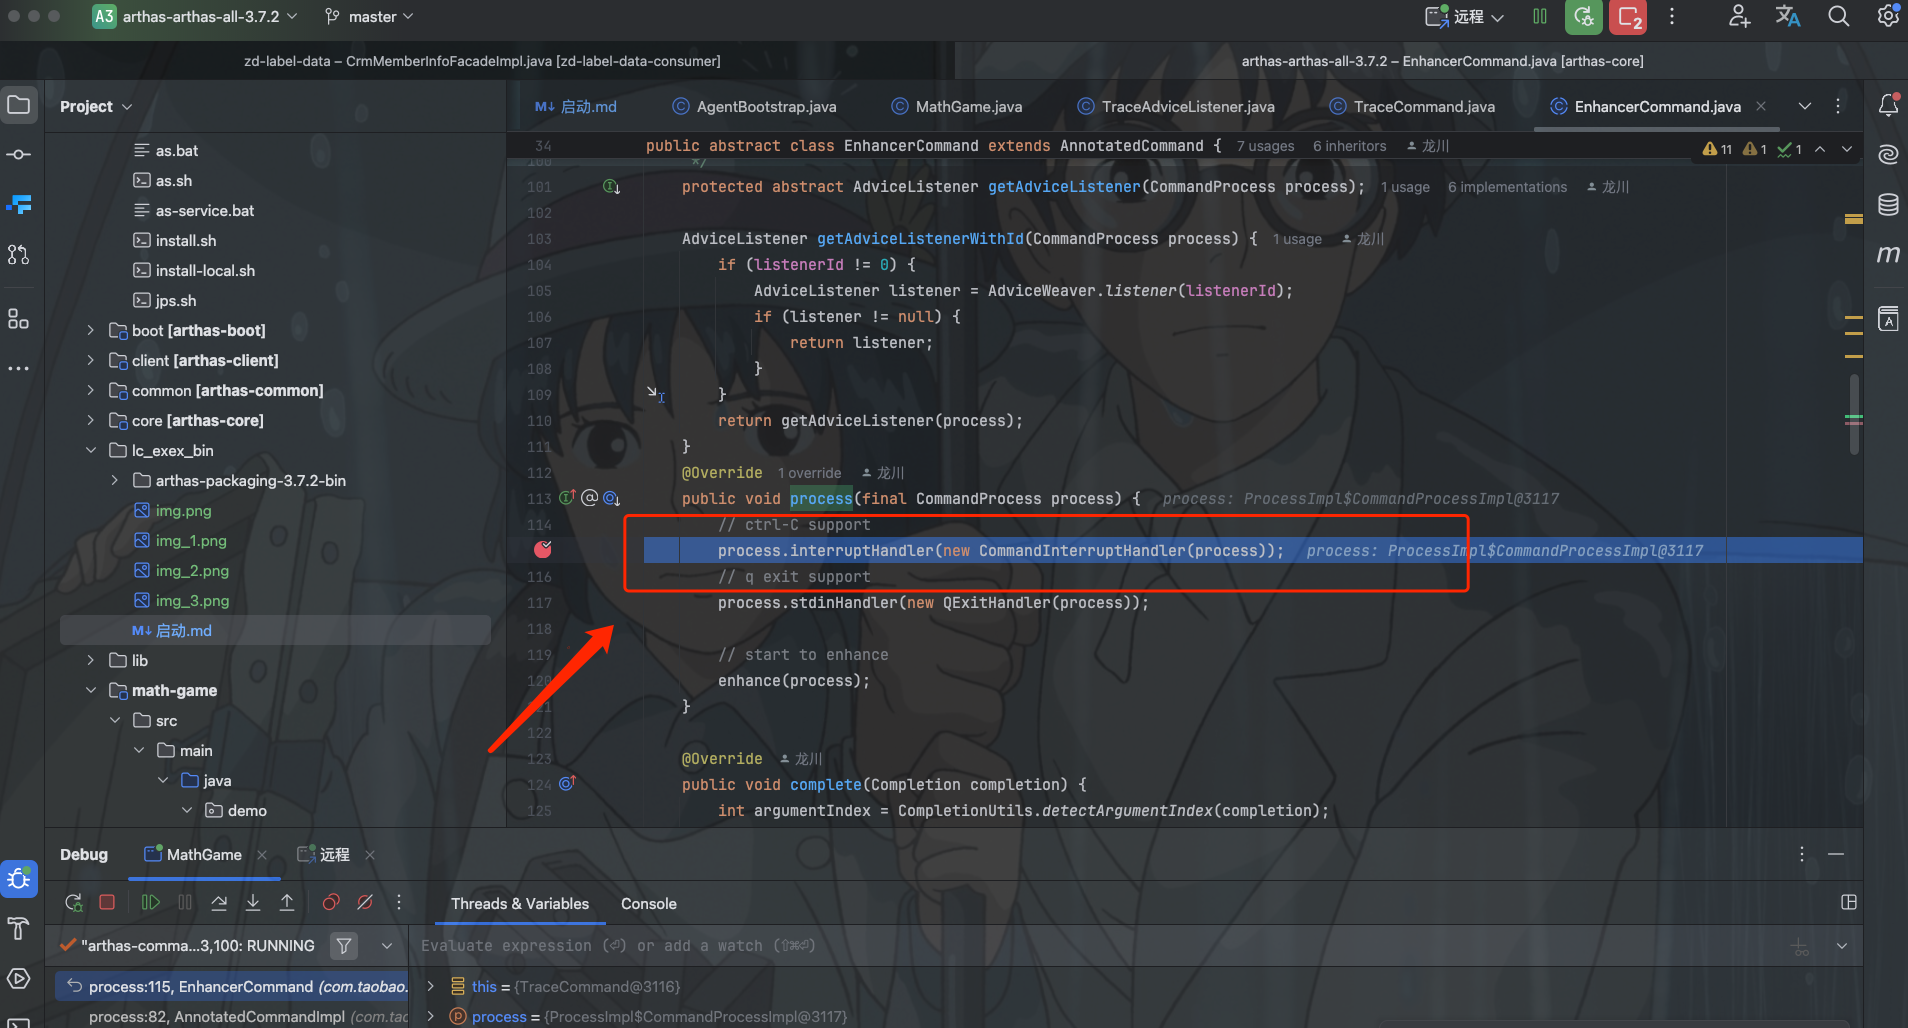 A3 arthas-arthas-all-3.7.2 master 远程 2
zd-label-data – CrmMemberInfoFacadeImpl.java [zd-label-data-consumer]
arthas-arthas-all-3.7.2 – EnhancerCommand.java [arthas-core]
Project
M↓ 启动.md AgentBootstrap.java MathGame.java TraceAdviceListener.java TraceCommand.java EnhancerCommand.java
as.bat
as.sh
as-service.bat
install.sh
install-local.sh
jps.sh
boot [arthas-boot]
client [arthas-client]
common [arthas-common]
core [arthas-core]
lc_exex_bin
arthas-packaging-3.7.2-bin
img.png
img_1.png
img_2.png
img_3.png
M↓ 启动.md
lib
math-game
src
main
java
demo
34 public abstract class EnhancerCommand extends AnnotatedCommand { 7 usages 6 inheritors 龙川
11 1 1
100 */
101 protected abstract AdviceListener getAdviceListener(CommandProcess process); 1 usage 6 implementations 龙川
102
103 AdviceListener getAdviceListenerWithId(CommandProcess process) { 1 usage 龙川
104 if (listenerId != 0) {
105 AdviceListener listener = AdviceWeaver.listener(listenerId);
106 if (listener != null) {
107 return listener;
108 }
109 }
110 return getAdviceListener(process);
111 }
112 @Override 1 override 龙川
113 public void process(final CommandProcess process) { process: ProcessImpl$CommandProcessImpl@3117
114 // ctrl-C support
process.interruptHandler(new CommandInterruptHandler(process)); process: ProcessImpl$CommandProcessImpl@3117
116 // q exit support
117 process.stdinHandler(new QExitHandler(process));
118
119 // start to enhance
120 enhance(process);
121 }
122
123 @Override 龙川
124 public void complete(Completion completion) {
125 int argumentIndex = CompletionUtils.detectArgumentIndex(completion);
Debug MathGame 远程
Threads & Variables Console
"arthas-comma...3,100: RUNNING
Evaluate expression (⏎) or add a watch (⇧⌘⏎)
process:115, EnhancerCommand (com.taobao.
this = {TraceCommand@3116}
process:82, AnnotatedCommandImpl (com.tao
process = {ProcessImpl$CommandProcessImpl@3117}